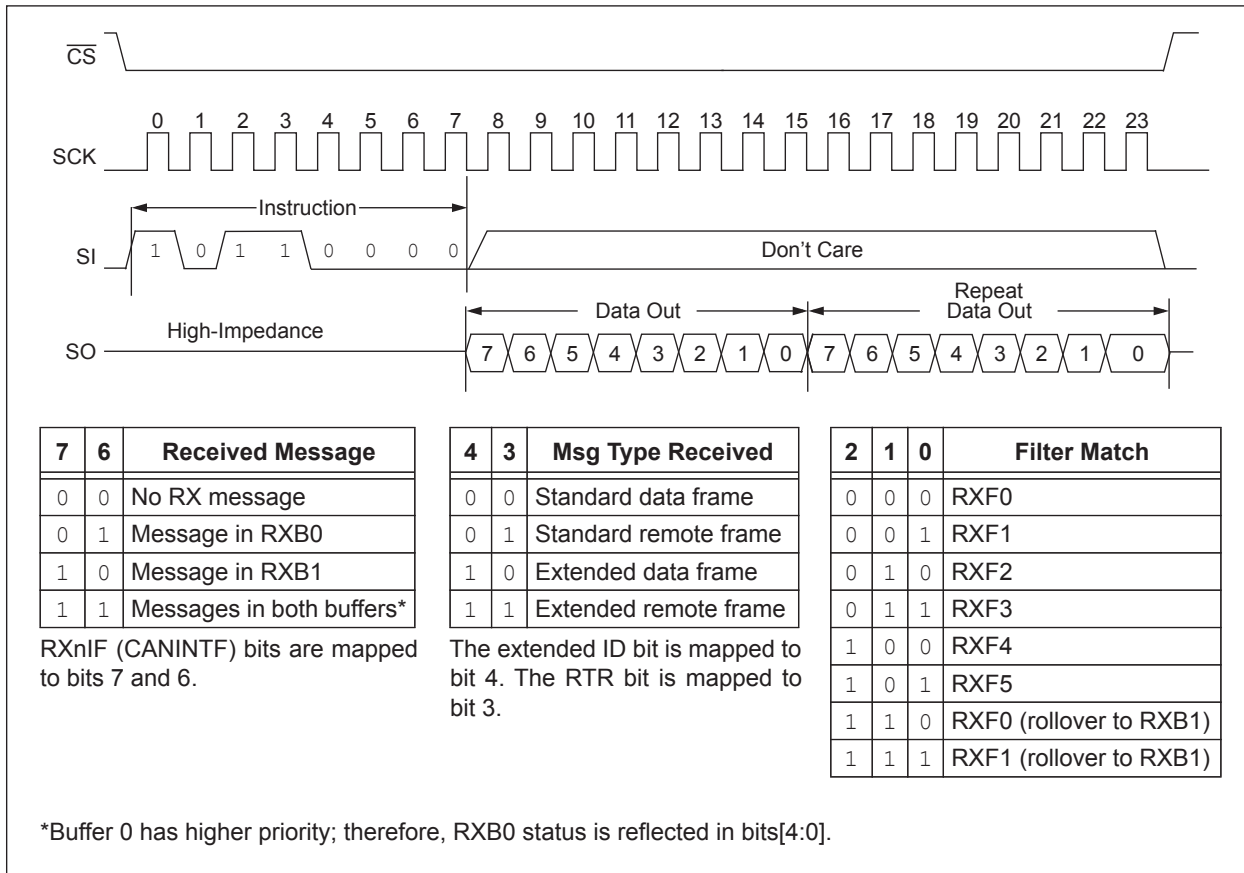 CS
0 1 2 3 4 5 6 7 8 9 10 11 12 13 14 15 16 17 18 19 20 21 22 23
SCK
Instruction
SI 1 0 1 1 0 0 0 0 Don't Care
Repeat
Data Out Data Out
High-Impedance
SO 7 6 5 4 3 2 1 0 7 6 5 4 3 2 1 0
7 6 Received Message
0 0 No RX message
0 1 Message in RXB0
1 0 Message in RXB1
1 1 Messages in both buffers*
RXnIF (CANINTF) bits are mapped
to bits 7 and 6.
4 3 Msg Type Received
0 0 Standard data frame
0 1 Standard remote frame
1 0 Extended data frame
1 1 Extended remote frame
The extended ID bit is mapped to
bit 4. The RTR bit is mapped to
bit 3.
2 1 0 Filter Match
0 0 0 RXF0
0 0 1 RXF1
0 1 0 RXF2
0 1 1 RXF3
1 0 0 RXF4
1 0 1 RXF5
1 1 0 RXF0 (rollover to RXB1)
1 1 1 RXF1 (rollover to RXB1)
*Buffer 0 has higher priority; therefore, RXB0 status is reflected in bits[4:0].